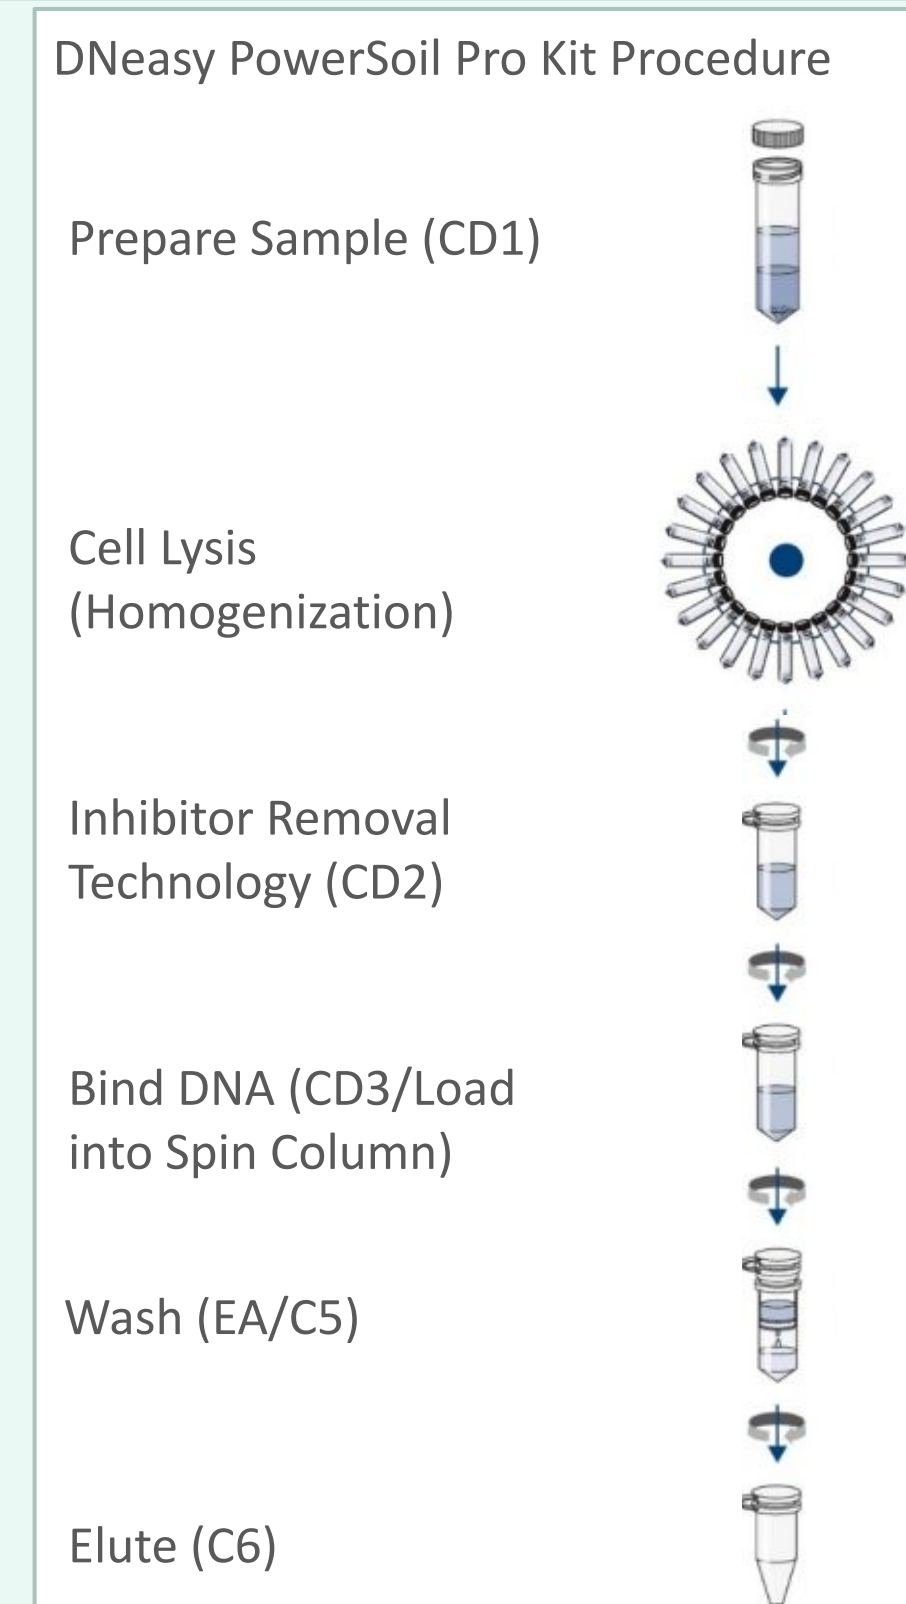 DNeasy PowerSoil Pro Kit Procedure
Prepare Sample (CD1)
Cell Lysis
(Homogenization)
Inhibitor Removal
Technology (CD2)
Bind DNA (CD3/Load
into Spin Column)
Wash (EA/C5)
Elute (C6)